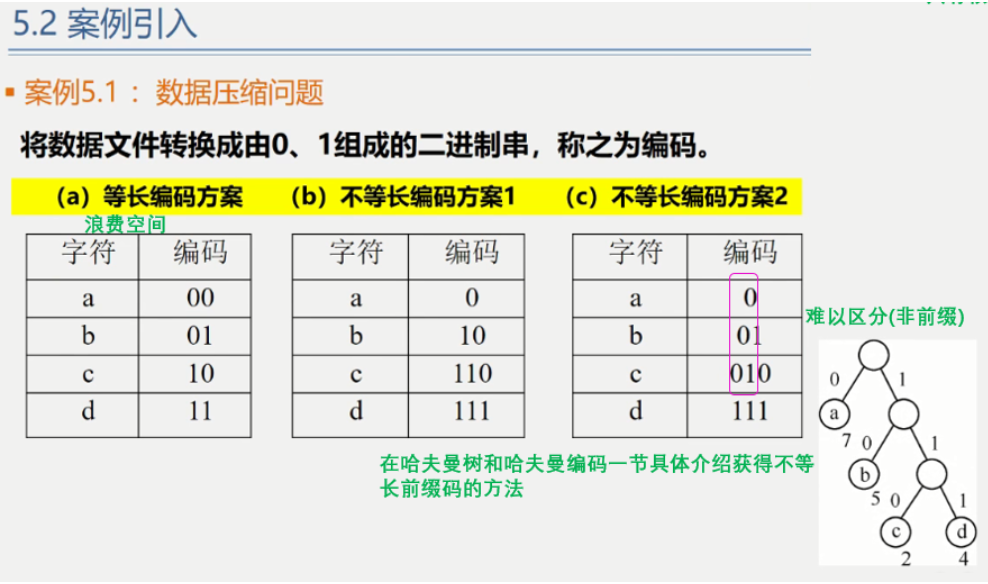 5.2 案例引入
▪ 案例5.1 ：数据压缩问题
将数据文件转换成由0、1组成的二进制串，称之为编码。
（a）等长编码方案 （b）不等长编码方案1 （c）不等长编码方案2
浪费空间
字符 编码
a 00
b 01
c 10
d 11
字符 编码
a 0
b 10
c 110
d 111
字符 编码
a 0
b 01
c 010
d 111
难以区分(非前缀)
0 1
a
7 0 1
b
5 0 1
c d
2 4
在哈夫曼树和哈夫曼编码一节具体介绍获得不等
长前缀码的方法